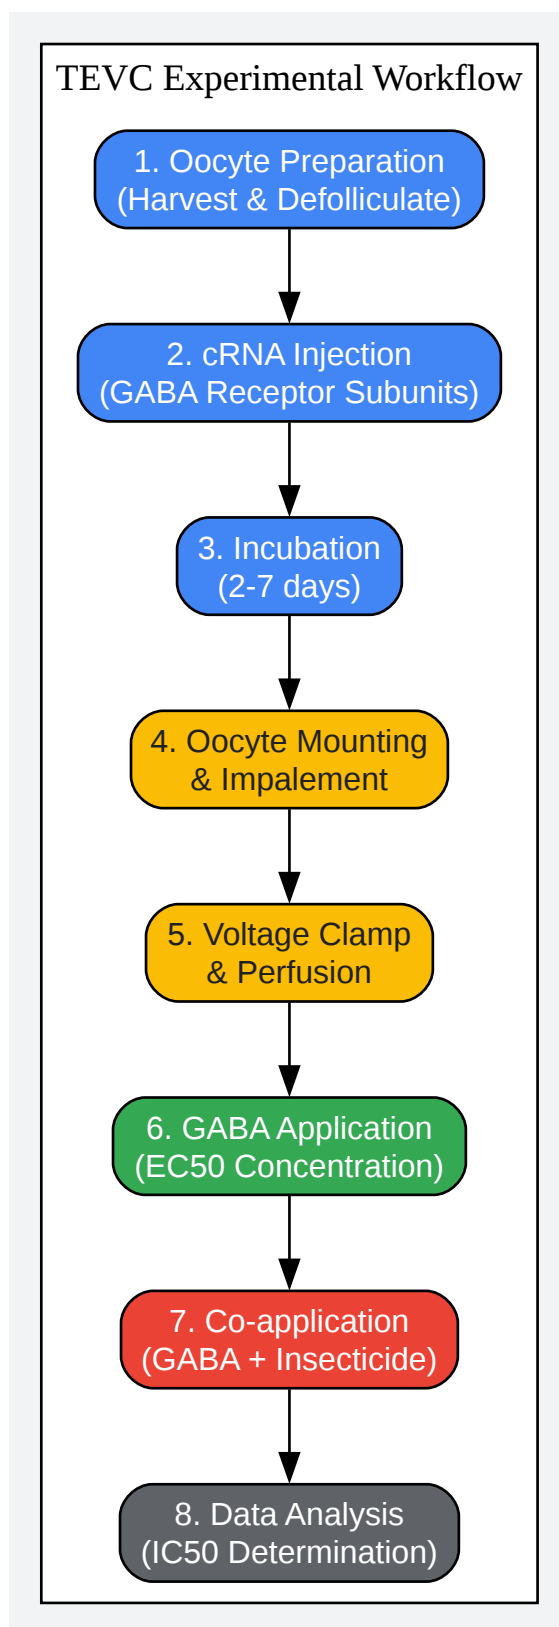 TEVC Experimental Workflow
1. Oocyte Preparation
(Harvest & Defolliculate)
2. cRNA Injection
(GABA Receptor Subunits)
3. Incubation
(2-7 days)
4. Oocyte Mounting
& Impalement
5. Voltage Clamp
& Perfusion
6. GABA Application
(EC50 Concentration)
7. Co-application
(GABA + Insecticide)
8. Data Analysis
(IC50 Determination)